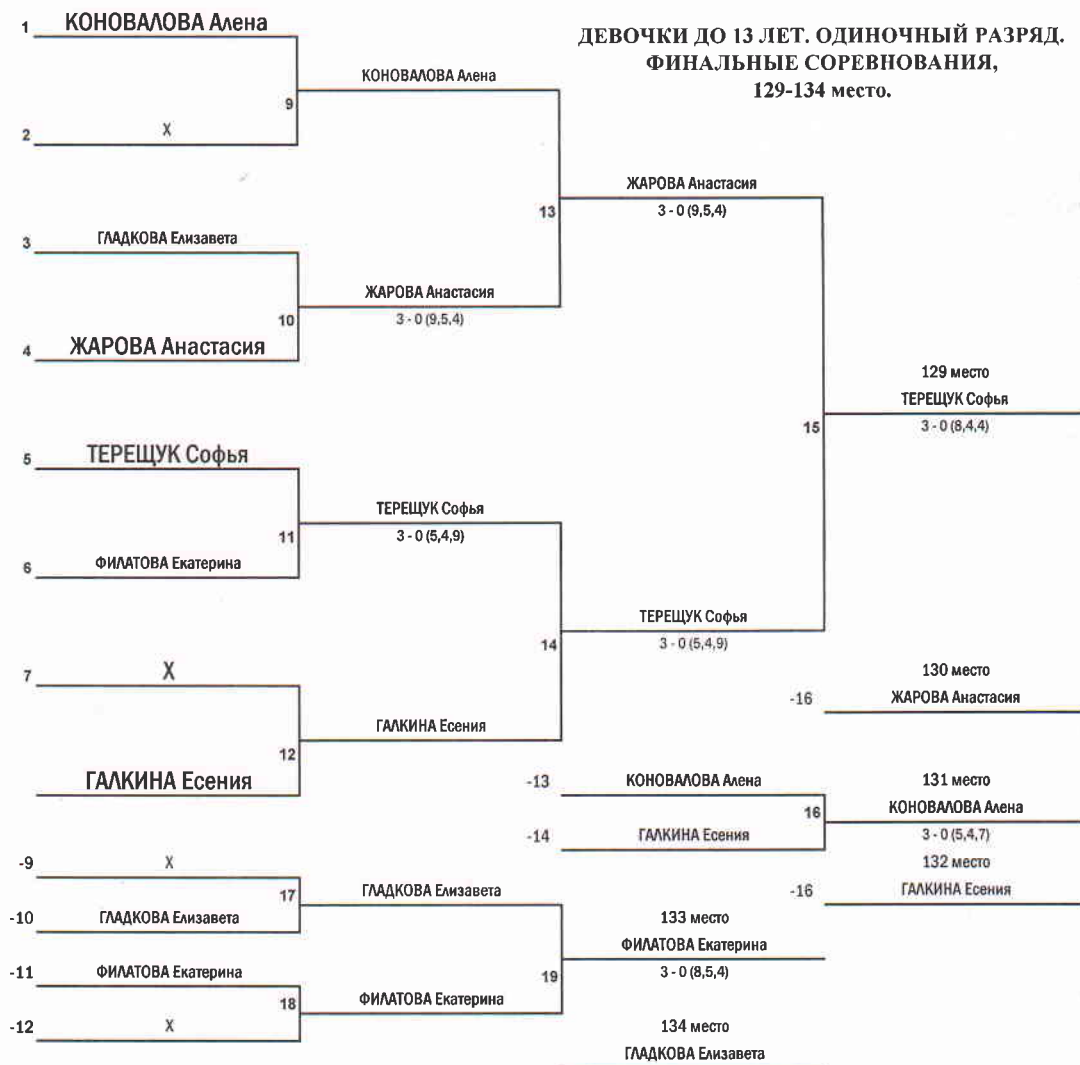 ДЕВОЧКИ ДО 13 ЛЕТ. ОДИНОЧНЫЙ РАЗРЯД.
ФИНАЛЬНЫЕ СОРЕВНОВАНИЯ,
129-134 место.
1 КОНОВАЛОВА Алена
КОНОВАЛОВА Алена
9
2 X
13
ЖАРОВА Анастасия
3 - 0 (9,5,4)
3 ГЛАДКОВА Елизавета
ЖАРОВА Анастасия
10
3 - 0 (9,5,4)
4 ЖАРОВА Анастасия
129 место
ТЕРЕЩУК Софья
15
3 - 0 (8,4,4)
5 ТЕРЕЩУК Софья
ТЕРЕЩУК Софья
11
3 - 0 (5,4,9)
6 ФИЛАТОВА Екатерина
ТЕРЕЩУК Софья
14
3 - 0 (5,4,9)
7 X
130 место
-16 ЖАРОВА Анастасия
ГАЛКИНА Есения
12
ГАЛКИНА Есения
-13 КОНОВАЛОВА Алена
131 место
16
КОНОВАЛОВА Алена
-14 ГАЛКИНА Есения
3 - 0 (5,4,7)
132 место
-16 ГАЛКИНА Есения
-9 X
17
ГЛАДКОВА Елизавета
-10 ГЛАДКОВА Елизавета
133 место
ФИЛАТОВА Екатерина
-11 ФИЛАТОВА Екатерина
19
3 - 0 (8,5,4)
18
ФИЛАТОВА Екатерина
-12 X
134 место
ГЛАДКОВА Елизавета